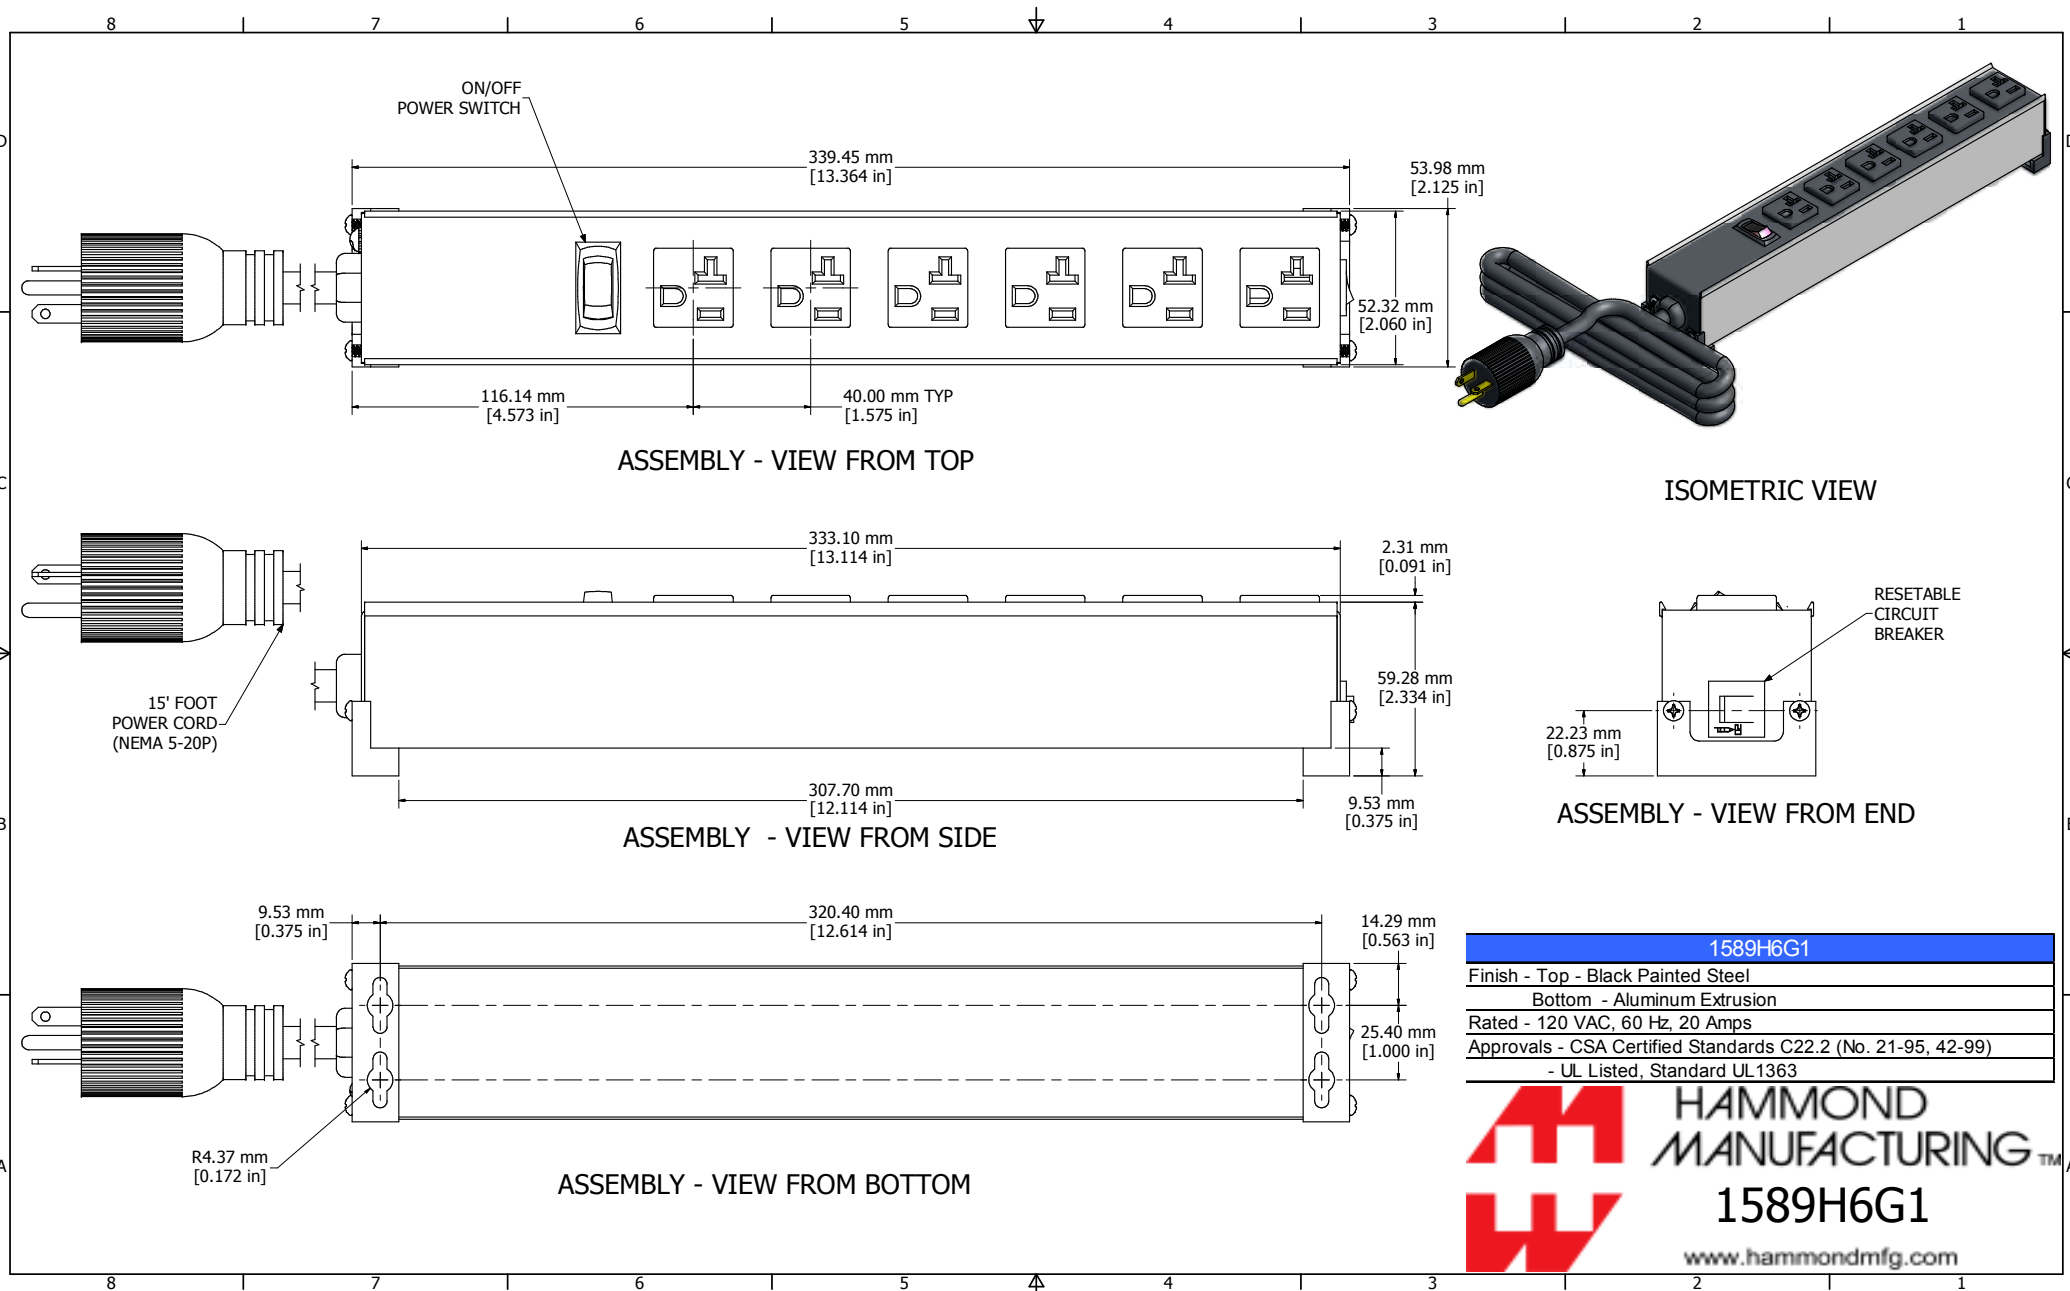 8 7 6 5 4 3 2 1
D
D
C
C
B
B
A
A
ON/OFF
POWER SWITCH
339.45 mm
[13.364 in]
53.98 mm
[2.125 in]
52.32 mm
[2.060 in]
116.14 mm
[4.573 in]
40.00 mm TYP
[1.575 in]
ASSEMBLY - VIEW FROM TOP
ISOMETRIC VIEW
333.10 mm
[13.114 in]
2.31 mm
[0.091 in]
15' FOOT
POWER CORD
(NEMA 5-20P)
59.28 mm
[2.334 in]
307.70 mm
[12.114 in]
9.53 mm
[0.375 in]
ASSEMBLY - VIEW FROM SIDE
RESETABLE
CIRCUIT
BREAKER
22.23 mm
[0.875 in]
ASSEMBLY - VIEW FROM END
9.53 mm
[0.375 in]
320.40 mm
[12.614 in]
14.29 mm
[0.563 in]
25.40 mm
[1.000 in]
R4.37 mm
[0.172 in]
ASSEMBLY - VIEW FROM BOTTOM
1589H6G1
Finish - Top - Black Painted Steel
Bottom - Aluminum Extrusion
Rated - 120 VAC, 60 Hz, 20 Amps
Approvals - CSA Certified Standards C22.2 (No. 21-95, 42-99)
- UL Listed, Standard UL1363
HAMMOND
MANUFACTURING TM
1589H6G1
www.hammondmfg.com
8 7 6 5 4 3 2 1